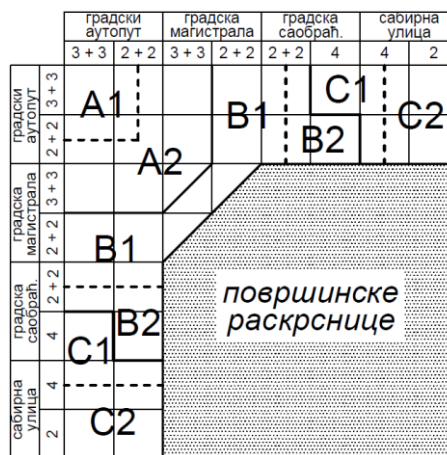 градски
аутопут
градска
магистрала
градска
саобраћ.
сабирна
улица
3 + 3
2 + 2
3 + 3
2 + 2
2 + 2
4
4
2
градски
аутопут
3 + 3
2 + 2
A1
A2
B1
C1
B2
C2
градска
магистрала
3 + 3
2 + 2
B1
градска
саобраћ.
2 + 2
4
B2
C1
сабирна
улица
4
2
C2
површинске
раскрснице